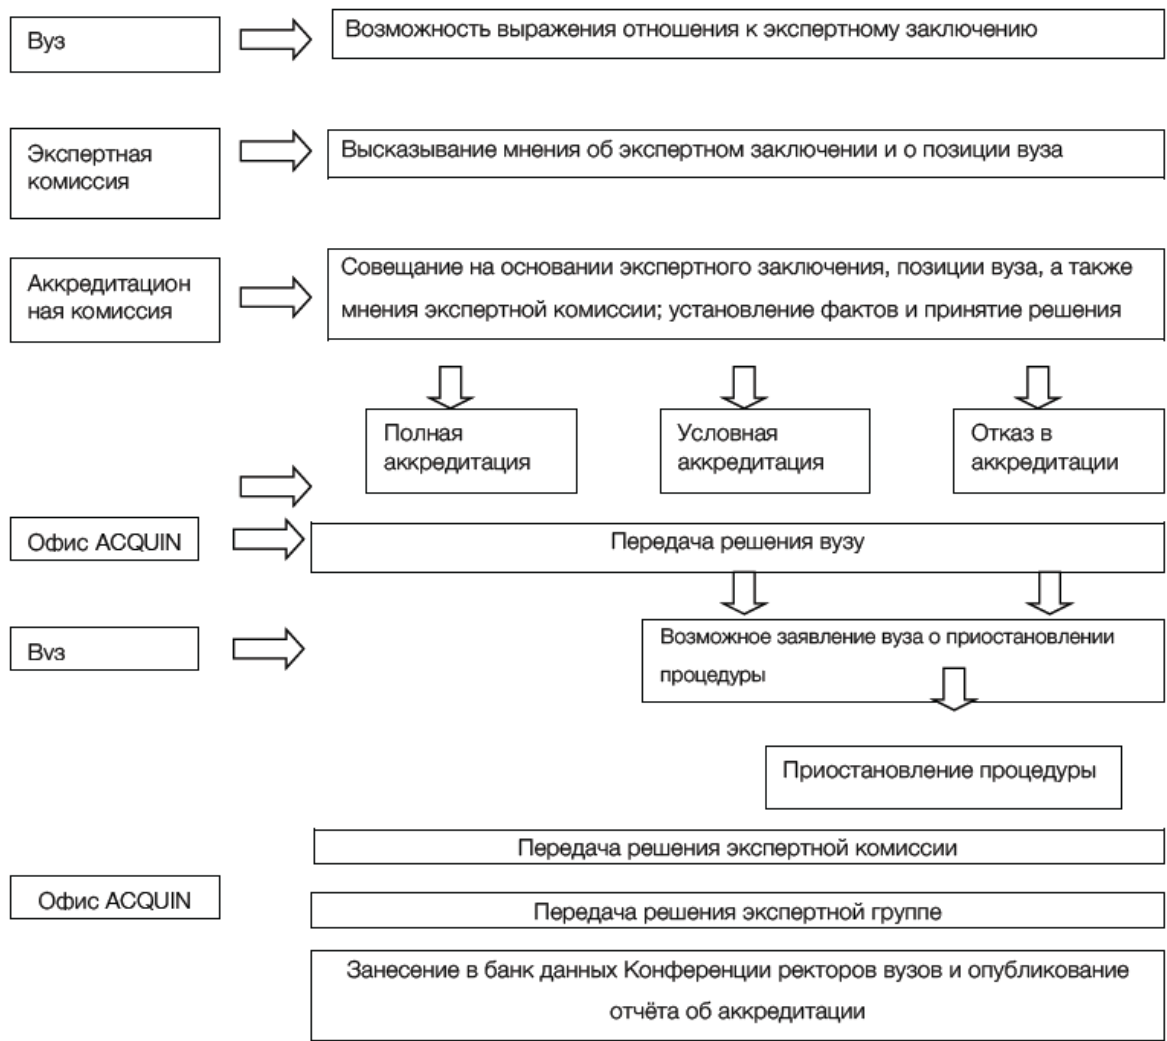 Вуз
Возможность выражения отношения к экспертному заключению
Экспертная
комиссия
Высказывание мнения об экспертном заключении и о позиции вуза
Аккредитацион
ная комиссия
Совещание на основании экспертного заключения, позиции вуза, а также
мнения экспертной комиссии; установление фактов и принятие решения
Полная
аккредитация
Условная
аккредитация
Отказ в
аккредитации
Офис ACQUIN
Передача решения вузу
Вуз
Возможное заявление вуза о приостановлении
процедуры
Приостановление процедуры
Передача решения экспертной комиссии
Офис ACQUIN
Передача решения экспертной группе
Занесение в банк данных Конференции ректоров вузов и опубликование
отчёта об аккредитации